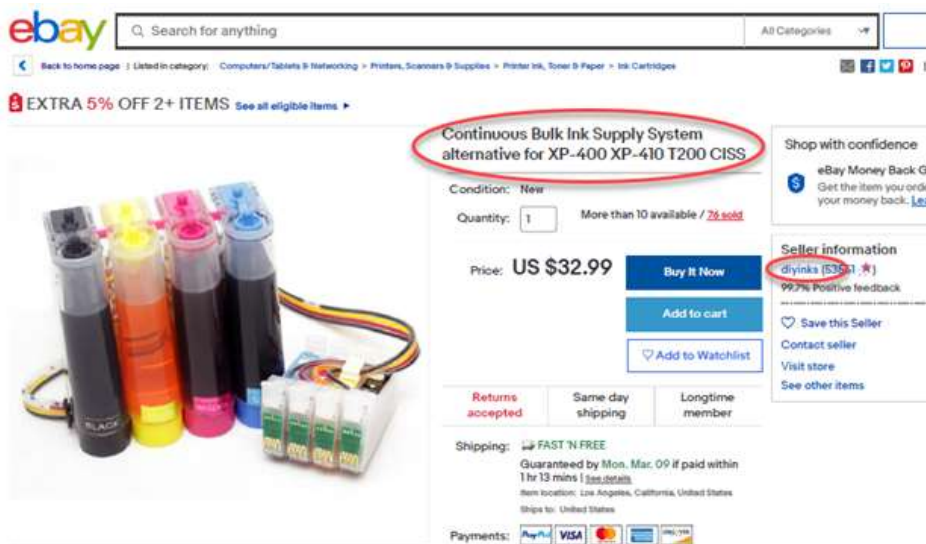 ebay
Search for anything
All Categories
Back to home page | Listed in category: Computers/Tablets & Networking > Printers, Scanners & Supplies > Printer Ink, Toner & Paper > Ink Cartridges
EXTRA 5% OFF 2+ ITEMS See all eligible items ▸
Continuous Bulk Ink Supply System
alternative for XP-400 XP-410 T200 CISS
Condition: New
Quantity: 1 More than 10 available / 76 sold
Price: US $32.99
Buy It Now
Add to cart
Add to Watchlist
Returns accepted
Same day shipping
Longtime member
Shipping: FAST 'N FREE
Guaranteed by Mon. Mar. 09 if paid within
1 hr 13 mins | See details
Item location: Los Angeles, California, United States
Ships to: United States
Payments: PayPal VISA
Shop with confidence
eBay Money Back G
Get the item you orde
your money back.
Seller information
diyinks
99.7% Positive feedback
Save this Seller
Contact seller
Visit store
See other items
BLACK